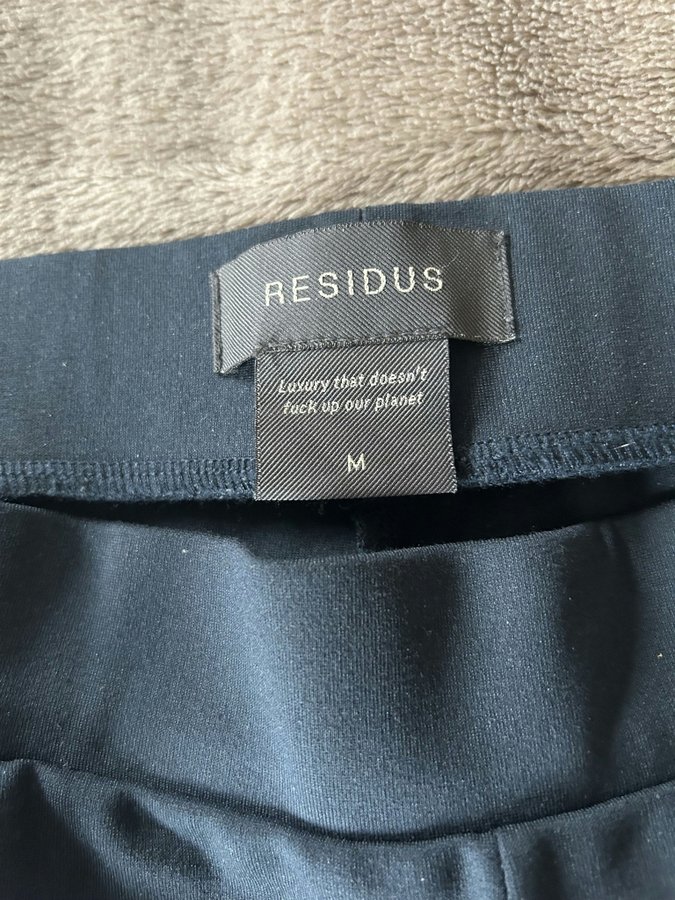 RESIDUS
Luxury that doesn't
fuck up our planet
M